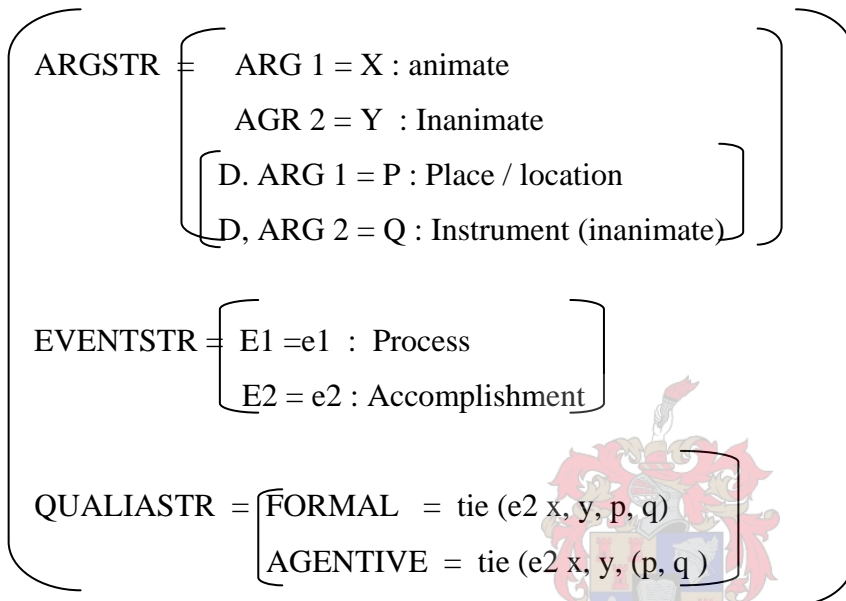 ARGSTR = ARG 1 = X : animate
AGR 2 = Y : Inanimate
D. ARG 1 = P : Place / location
D, ARG 2 = Q : Instrument (inanimate)
EVENTSTR = E1 =e1 : Process
E2 = e2 : Accomplishment
QUALIASTR = FORMAL = tie (e2 x, y, p, q)
AGENTIVE = tie (e2 x, y, (p, q )